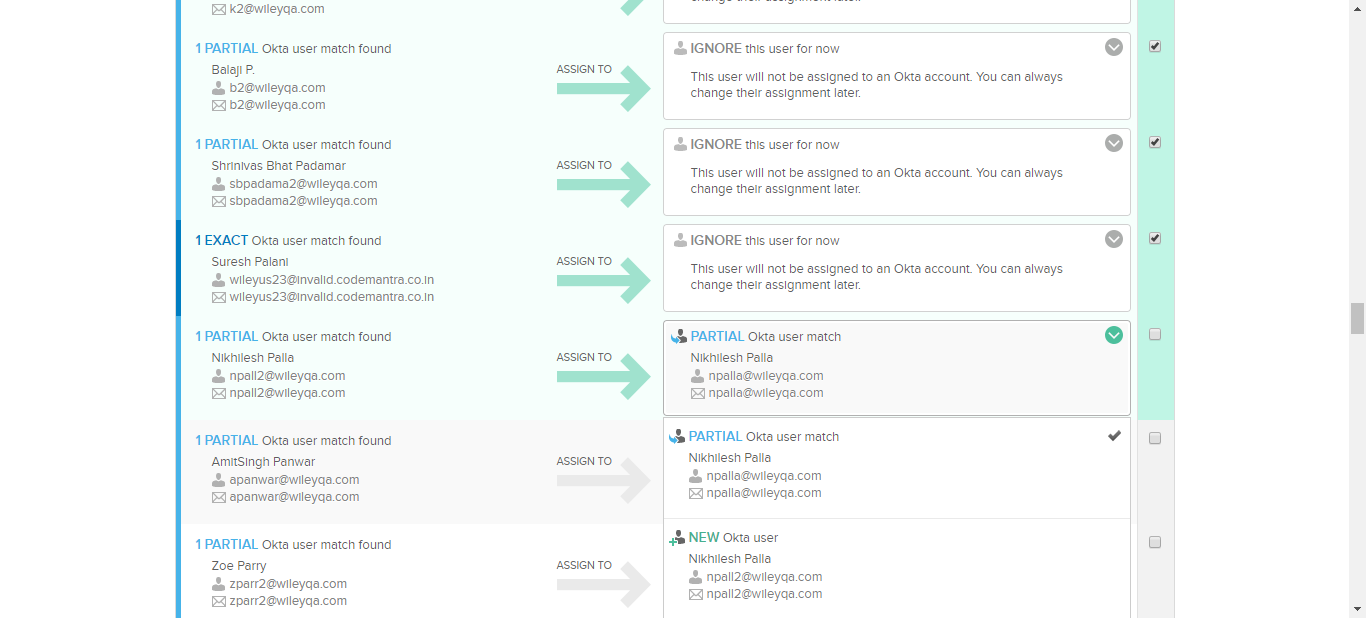 k2@wileyqa.com
1 PARTIAL Okta user match found
Balaji P.
b2@wileyqa.com
b2@wileyqa.com
ASSIGN TO
IGNORE this user for now
This user will not be assigned to an Okta account. You can always
change their assignment later.
1 PARTIAL Okta user match found
Shrinivas Bhat Padamar
sbpadama2@wileyqa.com
sbpadama2@wileyqa.com
ASSIGN TO
IGNORE this user for now
This user will not be assigned to an Okta account. You can always
change their assignment later.
1 EXACT Okta user match found
Suresh Palani
wileyus23@invalid.codemantra.co.in
wileyus23@invalid.codemantra.co.in
ASSIGN TO
IGNORE this user for now
This user will not be assigned to an Okta account. You can always
change their assignment later.
1 PARTIAL Okta user match found
Nikhilesh Palla
npall2@wileyqa.com
npall2@wileyqa.com
ASSIGN TO
PARTIAL Okta user match
Nikhilesh Palla
npalla@wileyqa.com
npalla@wileyqa.com
1 PARTIAL Okta user match found
AmitSingh Panwar
apanwar@wileyqa.com
apanwar@wileyqa.com
ASSIGN TO
PARTIAL Okta user match
Nikhilesh Palla
npalla@wileyqa.com
npalla@wileyqa.com
1 PARTIAL Okta user match found
Zoe Parry
zparr2@wileyqa.com
zparr2@wileyqa.com
ASSIGN TO
NEW Okta user
Nikhilesh Palla
npall2@wileyqa.com
npall2@wileyqa.com